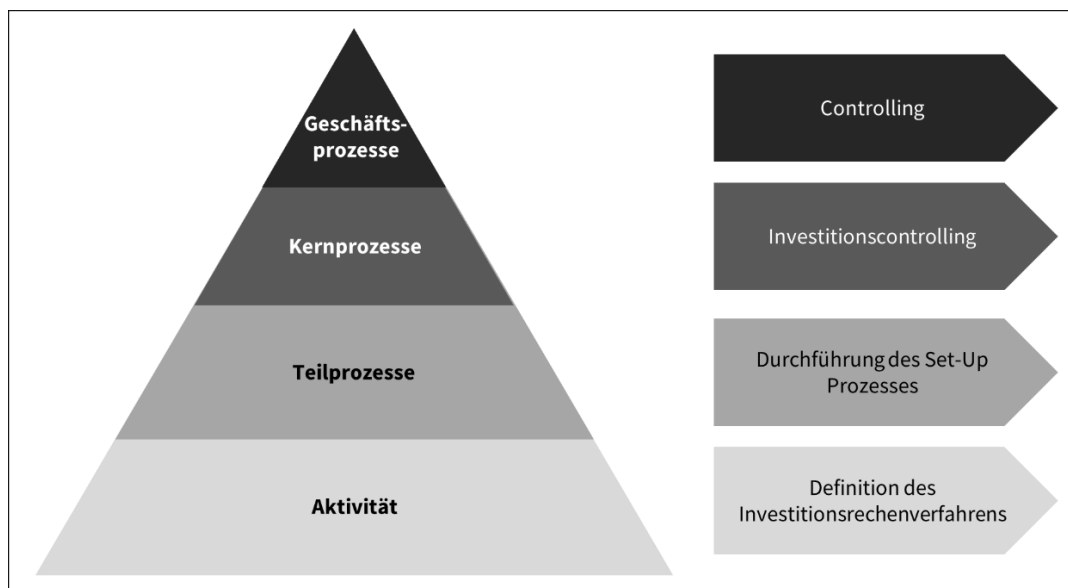 Geschäfts-
prozesse
Controlling
Kernprozesse
Investitionscontrolling
Teilprozesse
Durchführung des Set-Up
Prozesses
Aktivität
Definition des
Investitionsrechenverfahrens